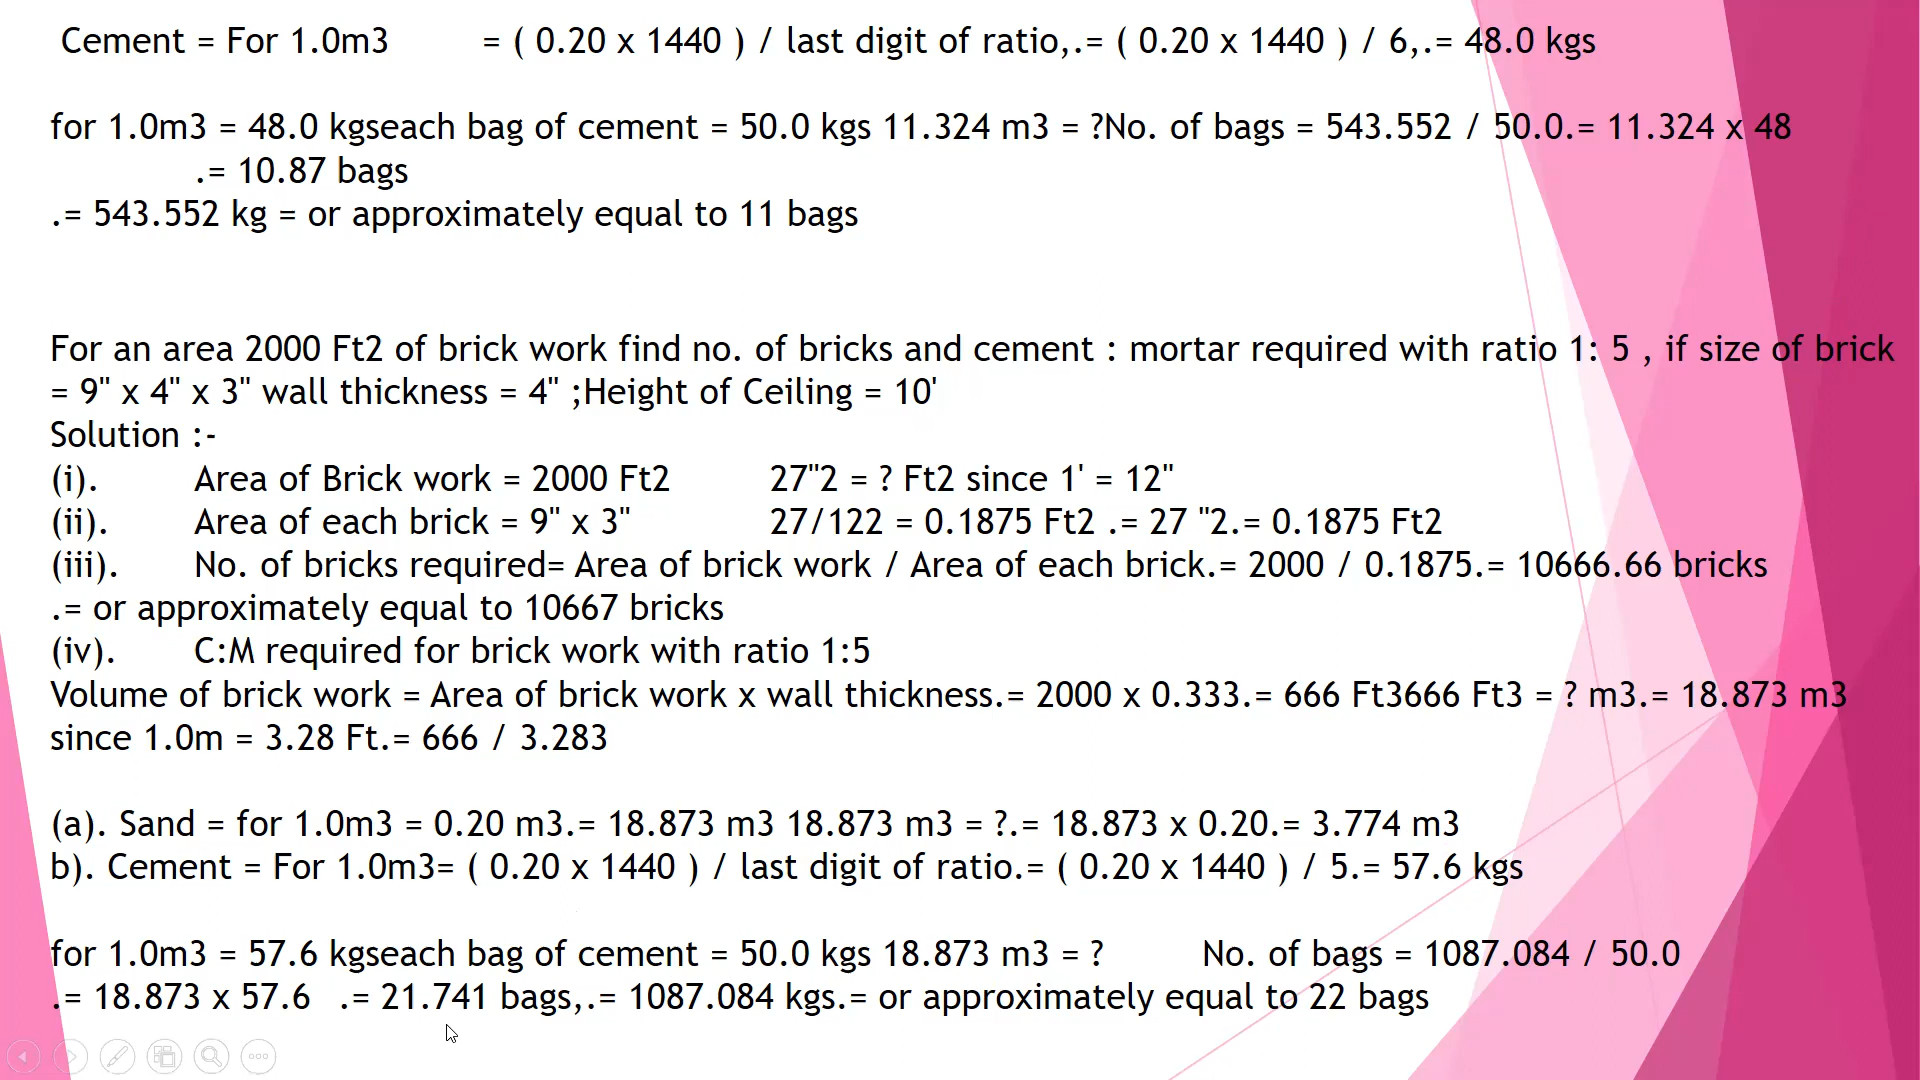 Cement = For 1.0m3 = ( 0.20 x 1440 ) / last digit of ratio,.= ( 0.20 x 1440 ) / 6,.= 48.0 kgs
for 1.0m3 = 48.0 kgseach bag of cement = 50.0 kgs 11.324 m3 = ?No. of bags = 543.552 / 50.0.= 11.324 x 48
.= 10.87 bags
.= 543.552 kg = or approximately equal to 11 bags
For an area 2000 Ft2 of brick work find no. of bricks and cement : mortar required with ratio 1: 5 , if size of brick
= 9" x 4" x 3" wall thickness = 4" ;Height of Ceiling = 10'
Solution :-
(i). Area of Brick work = 2000 Ft2 27"2 = ? Ft2 since 1' = 12"
(ii). Area of each brick = 9" x 3" 27/122 = 0.1875 Ft2 .= 27 "2.= 0.1875 Ft2
(iii). No. of bricks required= Area of brick work / Area of each brick.= 2000 / 0.1875.= 10666.66 bricks
.= or approximately equal to 10667 bricks
(iv). C:M required for brick work with ratio 1:5
Volume of brick work = Area of brick work x wall thickness.= 2000 x 0.333.= 666 Ft3666 Ft3 = ? m3.= 18.873 m3
since 1.0m = 3.28 Ft.= 666 / 3.283
(a). Sand = for 1.0m3 = 0.20 m3.= 18.873 m3 18.873 m3 = ?.= 18.873 x 0.20.= 3.774 m3
b). Cement = For 1.0m3= ( 0.20 x 1440 ) / last digit of ratio.= ( 0.20 x 1440 ) / 5.= 57.6 kgs
for 1.0m3 = 57.6 kgseach bag of cement = 50.0 kgs 18.873 m3 = ? No. of bags = 1087.084 / 50.0
.= 18.873 x 57.6 .= 21.741 bags,.= 1087.084 kgs.= or approximately equal to 22 bags